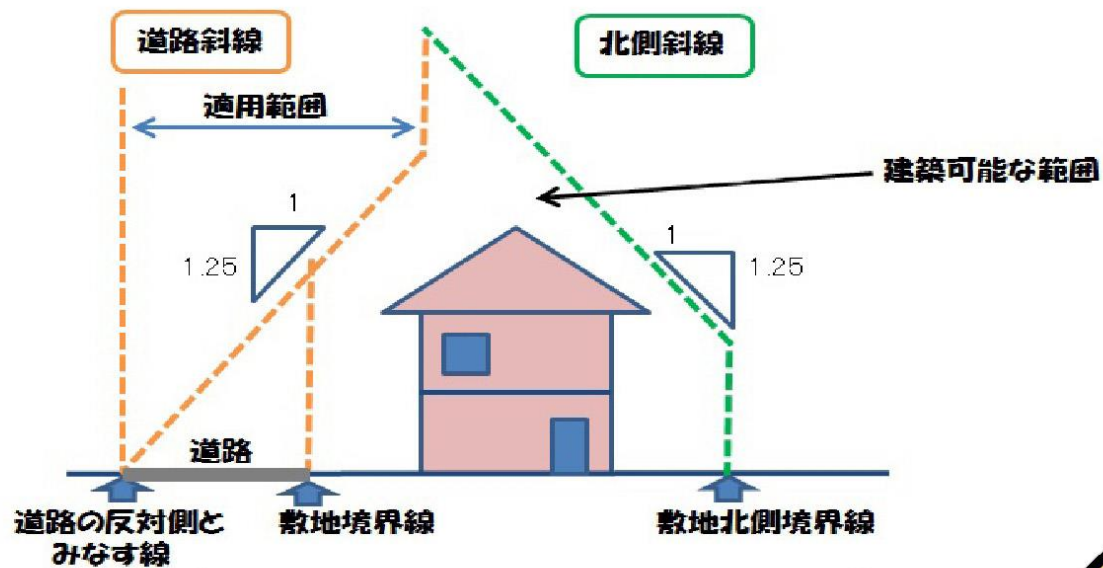 道路斜線
北側斜線
適用範囲
建築可能な範囲
1
1.25
1
1.25
道路
道路の反対側と
みなす線
敷地境界線
敷地北側境界線